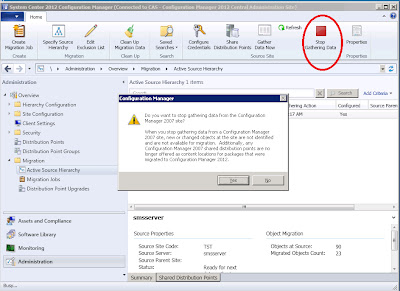 System Center 2012 Configuration Manager (Connected to CAS - Configuration Manager 2012 Central Administration Site)
Home
Create Migration Job
Specify Source Hierarchy
Edit Exclusion List
Clean Up Migration Data
Saved Searches
Configure Credentials
Share Distribution Points
Gather Data Now
Refresh
Stop Gathering Data
Properties
Create
Migration
Clean Up
Search
Source Site
Properties
Administration
Overview
Migration
Active Source Hierarchy
Administration
Overview
Hierarchy Configuration
Site Configuration
Client Settings
Security
Distribution Points
Distribution Point Groups
Migration
Active Source Hierarchy
Migration Jobs
Distribution Point Upgrades
Assets and Compliance
Software Library
Monitoring
Administration
Active Source Hierarchy 1 items
Search
Add Criteria
Gathering Action
Configured
Source Parent
17 AM
Yes
Configuration Manager
Do you want to stop gathering data from the Configuration Manager 2007 site?
When you stop gathering data from a Configuration Manager 2007 site, new or changed objects at the site are not identified and are not available for migration. Additionally, any Configuration Manager 2007 shared distribution points are no longer offered as content locations for packages that were migrated to Configuration Manager 2012.
Yes
No
smsserver
Source Properties
Source Site Code: TST
Source Server: smsserver
Source Parent Site:
Status: Ready for next
Object Migration
Objects at Source: 90
Migrated Objects Count: 23
Summary
Shared Distribution Points
Busy